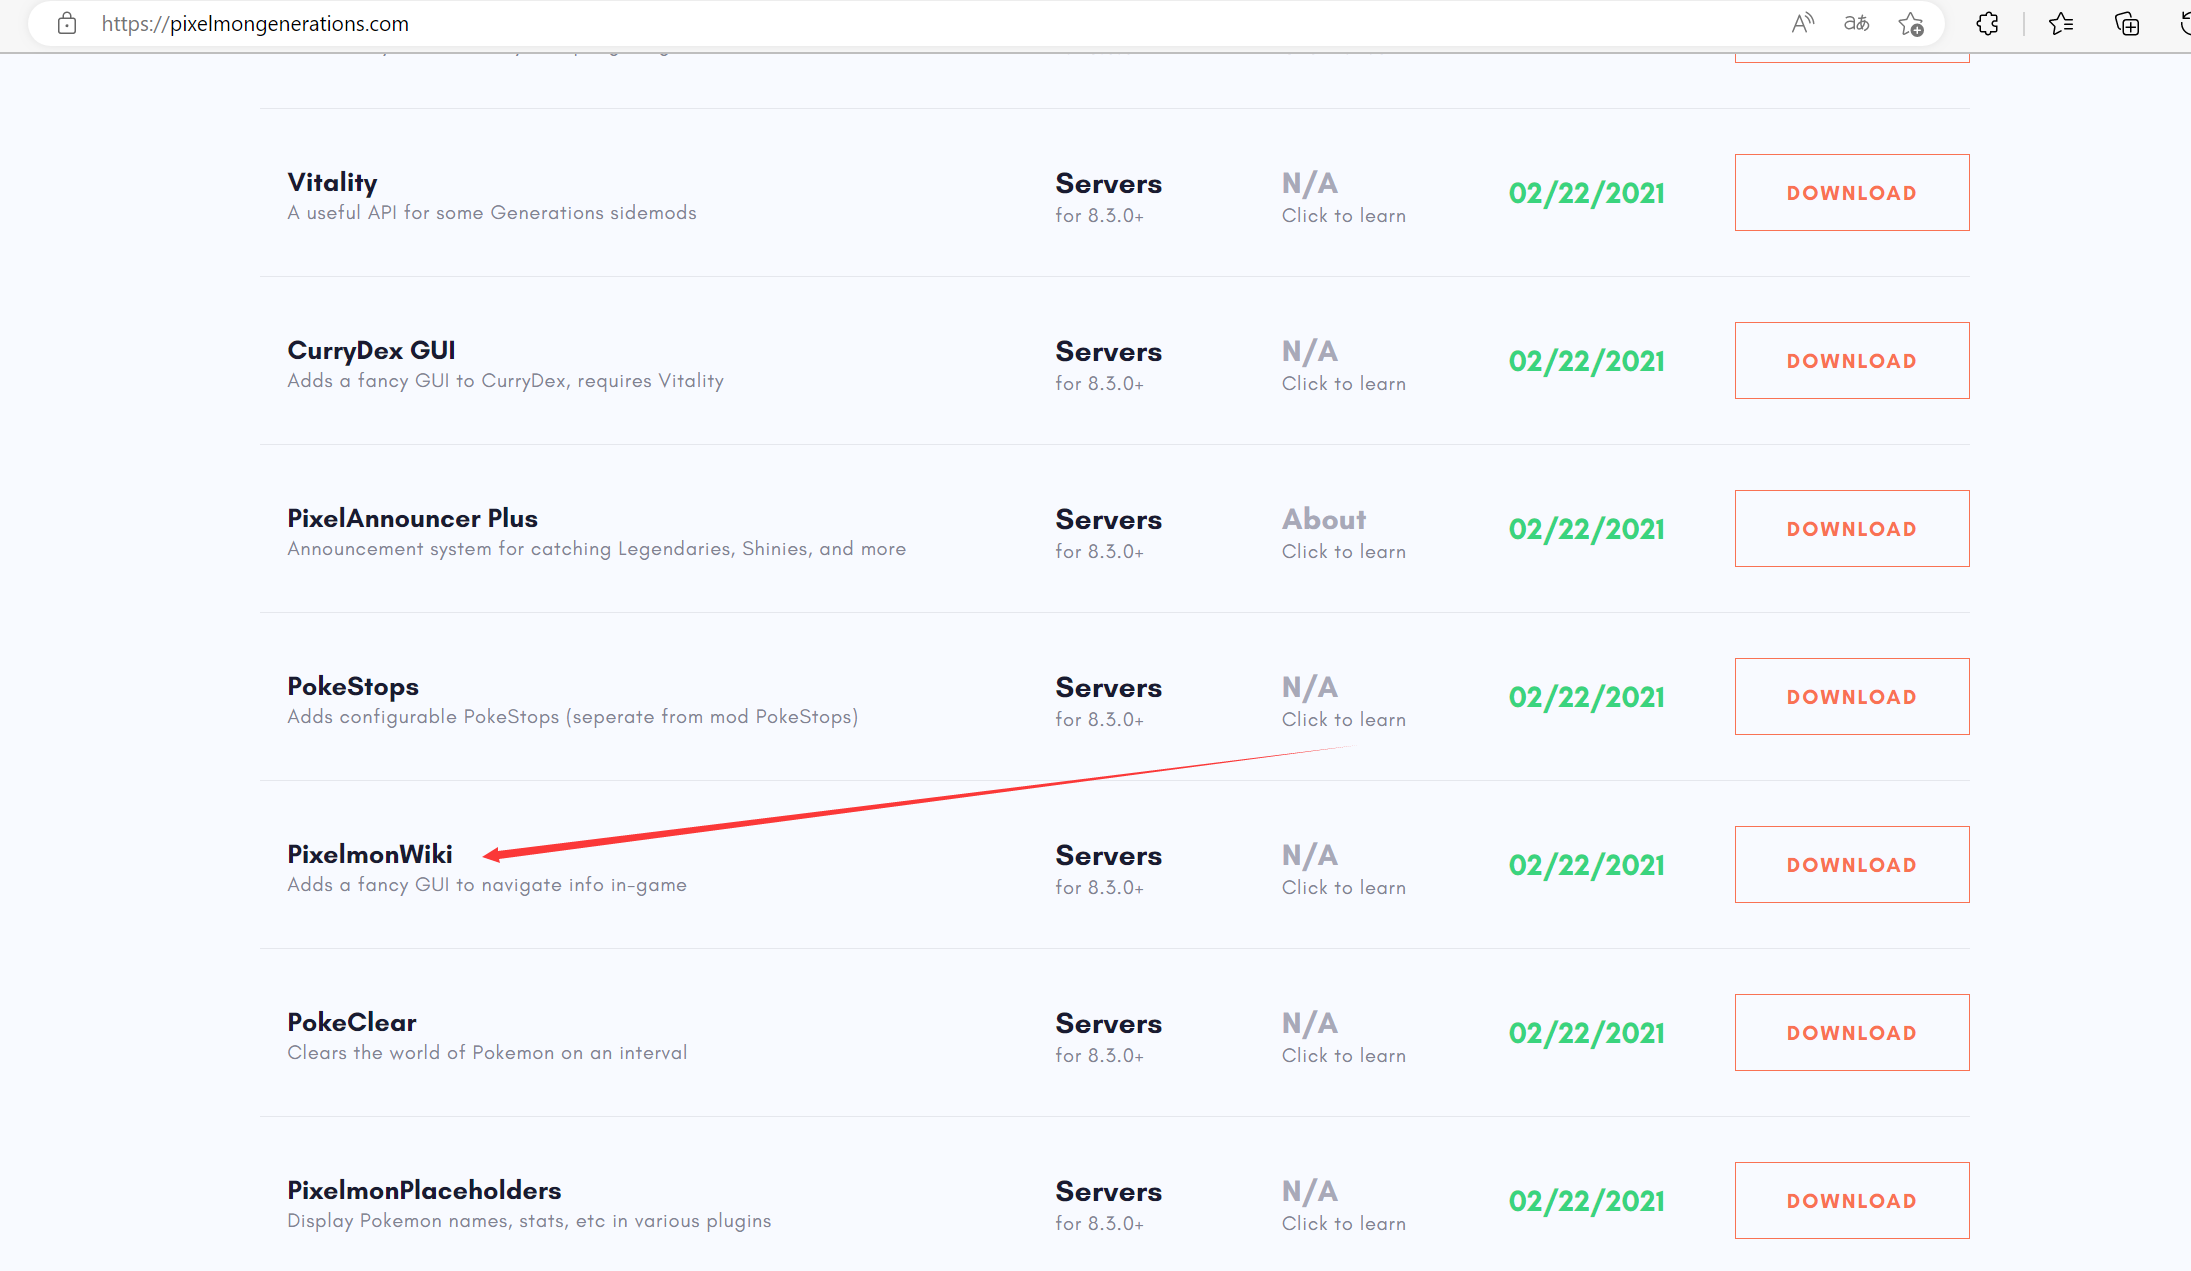 https://pixelmongenerations.com
Vitality
A useful API for some Generations sidemods
Servers
for 8.3.0+
N/A
Click to learn
02/22/2021
DOWNLOAD
CurryDex GUI
Adds a fancy GUI to CurryDex, requires Vitality
Servers
for 8.3.0+
N/A
Click to learn
02/22/2021
DOWNLOAD
PixelAnnouncer Plus
Announcement system for catching Legendaries, Shinies, and more
Servers
for 8.3.0+
About
Click to learn
02/22/2021
DOWNLOAD
PokeStops
Adds configurable PokeStops (seperate from mod PokeStops)
Servers
for 8.3.0+
N/A
Click to learn
02/22/2021
DOWNLOAD
PixelmonWiki
Adds a fancy GUI to navigate info in-game
Servers
for 8.3.0+
N/A
Click to learn
02/22/2021
DOWNLOAD
PokeClear
Clears the world of Pokemon on an interval
Servers
for 8.3.0+
N/A
Click to learn
02/22/2021
DOWNLOAD
PixelmonPlaceholders
Display Pokemon names, stats, etc in various plugins
Servers
for 8.3.0+
N/A
Click to learn
02/22/2021
DOWNLOAD